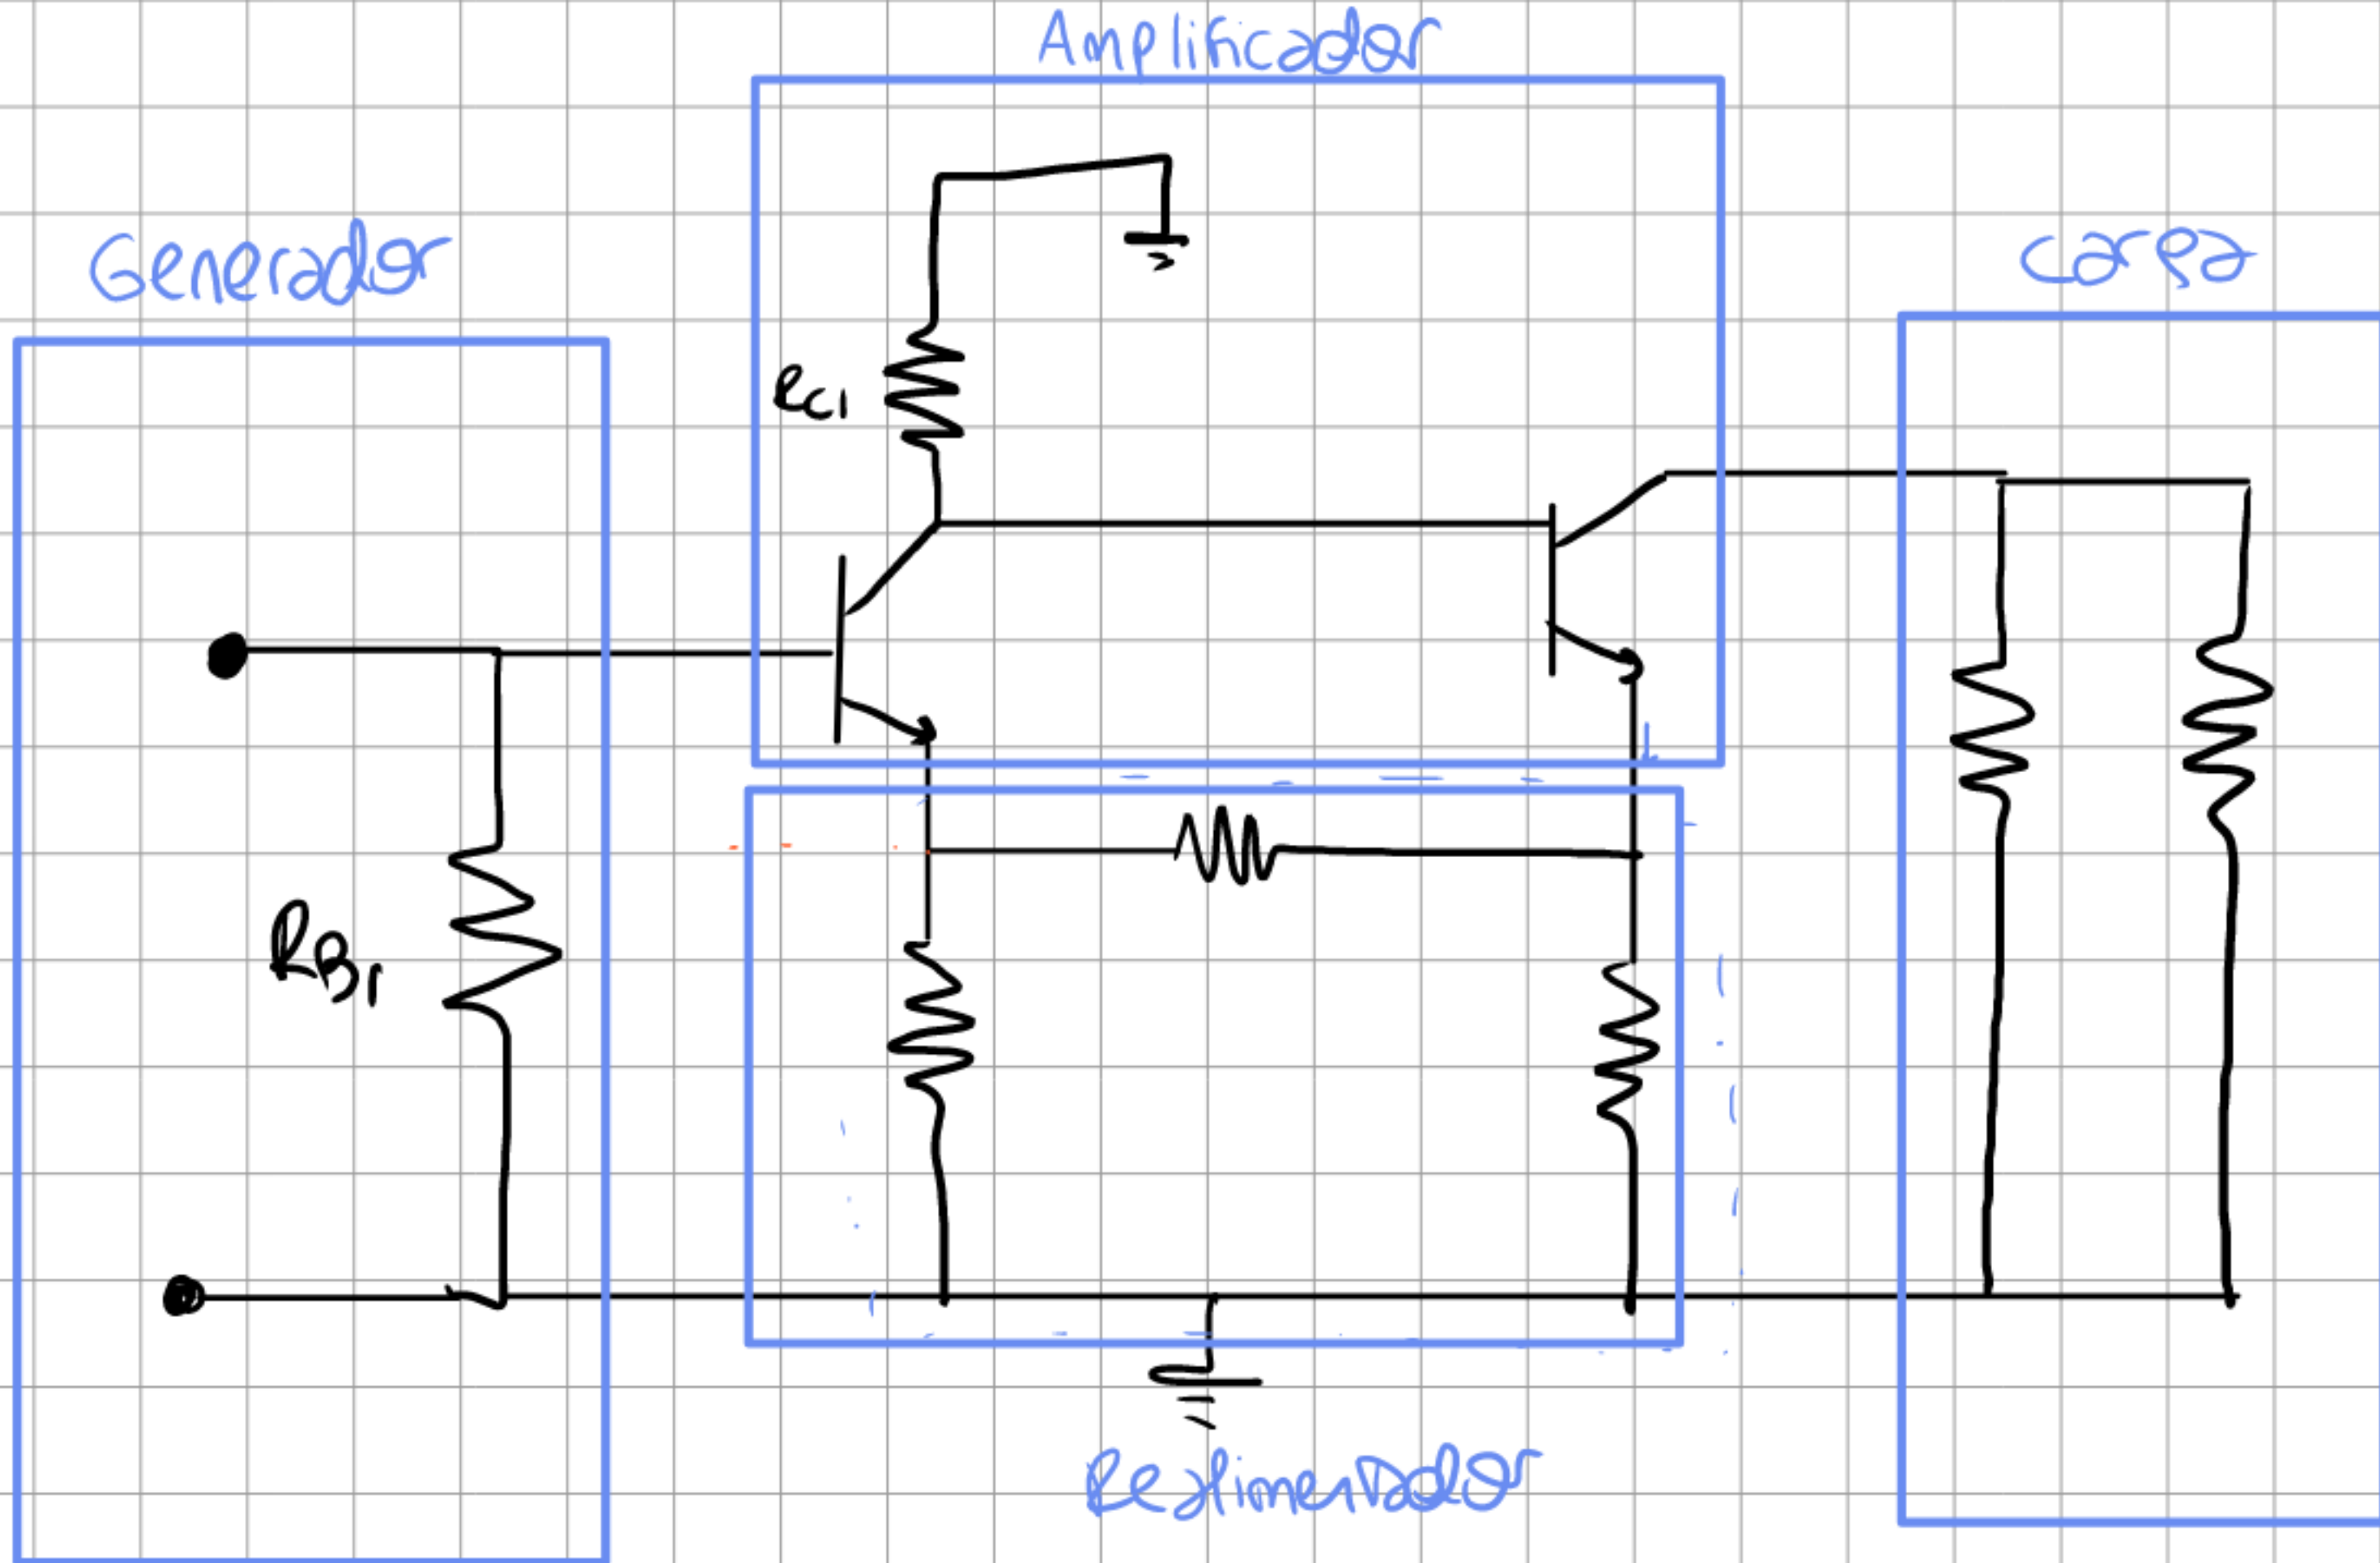 Amplificador
Generador
Carga
RC1
RB1
Realimentador